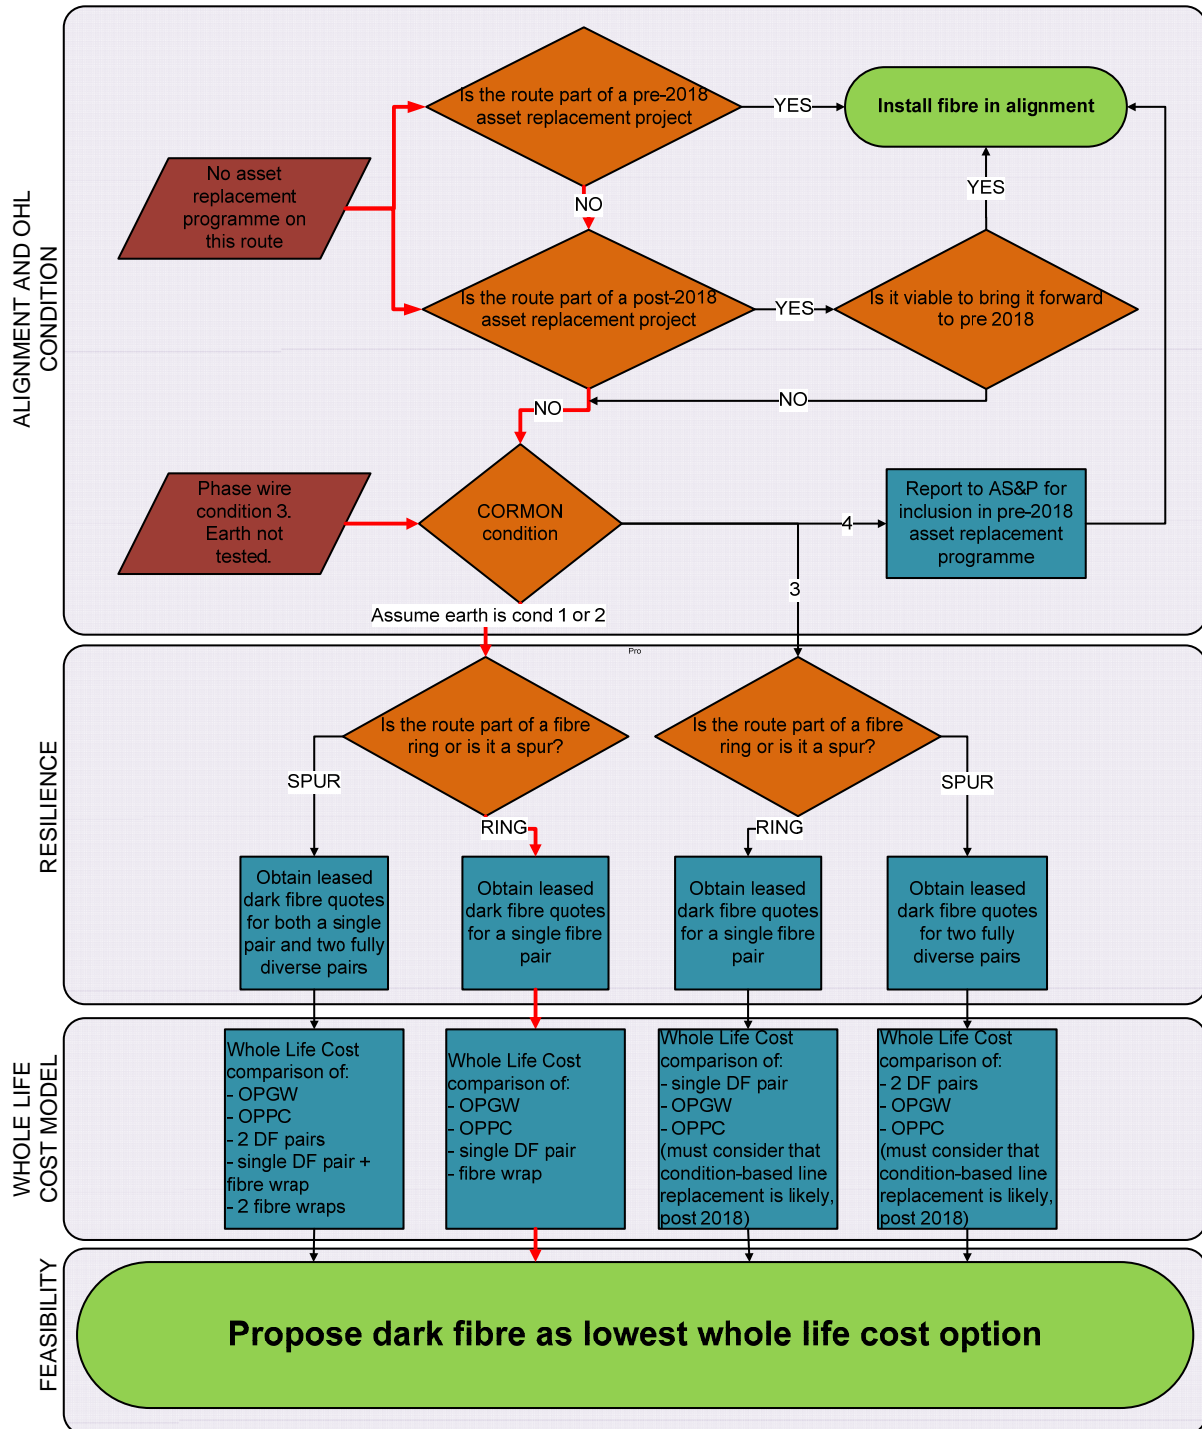 ALIGNMENT AND OHL
CONDITION
Is the route part of a pre-2018
asset replacement project
YES
Install fibre in alignment
No asset
replacement
programme on
this route
NO
YES
Is the route part of a post-2018
asset replacement project
YES
Is it viable to bring it forward
to pre 2018
NO
NO
Phase wire
condition 3.
Earth not
tested.
CORMON
condition
4
Report to AS&P for
inclusion in pre-2018
asset replacement
programme
3
Assume earth is cond 1 or 2
RESILIENCE
Pro
Is the route part of a fibre
ring or is it a spur?
Is the route part of a fibre
ring or is it a spur?
SPUR
RING
RING
SPUR
Obtain leased
dark fibre quotes
for both a single
pair and two fully
diverse pairs
Obtain leased
dark fibre quotes
for a single fibre
pair
Obtain leased
dark fibre quotes
for a single fibre
pair
Obtain leased
dark fibre quotes
for two fully
diverse pairs
WHOLE LIFE
COST MODEL
Whole Life Cost
comparison of:
- OPGW
- OPPC
- 2 DF pairs
- single DF pair +
fibre wrap
- 2 fibre wraps
Whole Life Cost
comparison of:
- OPGW
- OPPC
- single DF pair
- fibre wrap
Whole Life Cost
comparison of:
- single DF pair
- OPGW
- OPPC
(must consider that
condition-based line
replacement is likely,
post 2018)
Whole Life Cost
comparison of:
- 2 DF pairs
- OPGW
- OPPC
(must consider that
condition-based line
replacement is likely,
post 2018)
FEASIBILITY
Propose dark fibre as lowest whole life cost option